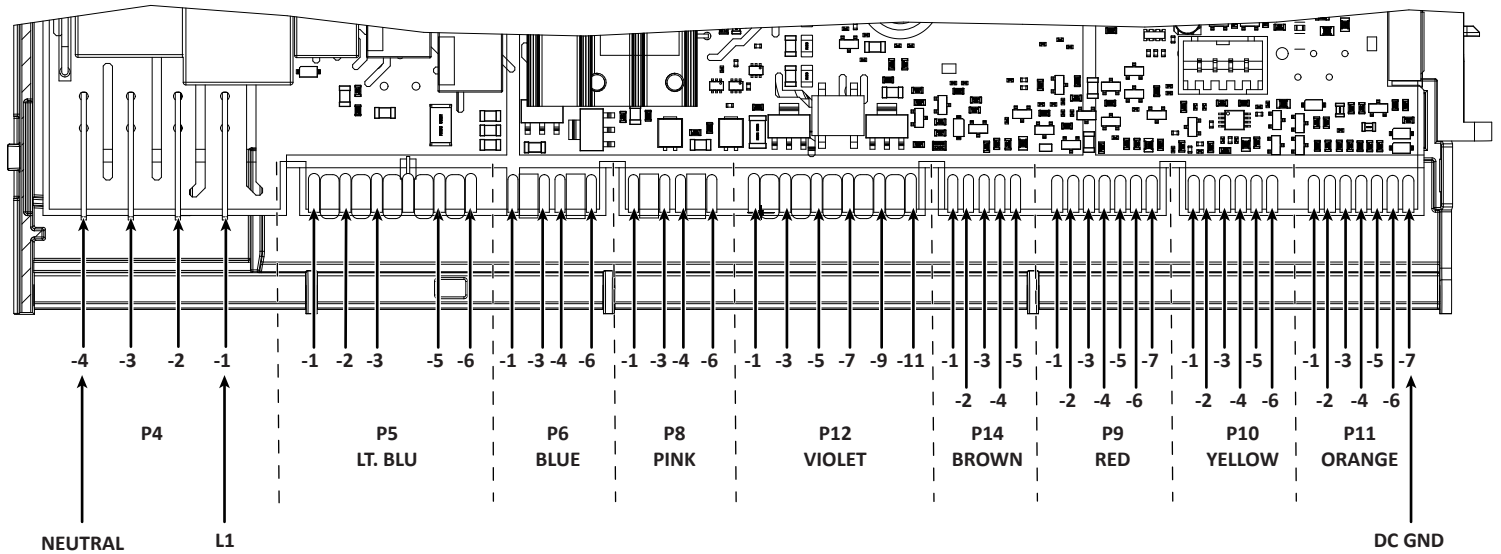 -4 -3 -2 -1 -1 -2 -3 -5 -6 -1 -3 -4 -6 -1 -3 -4 -6 -1 -3 -5 -7 -9 -11 -1 -3 -5 -1 -3 -5 -7 -1 -3 -5 -1 -3 -5 -7
-2 -4 -2 -4 -6 -2 -4 -6 -2 -4 -6
P4 P5 P6 P8 P12 P14 P9 P10 P11
LT. BLU BLUE PINK VIOLET BROWN RED YELLOW ORANGE
NEUTRAL L1 DC GND